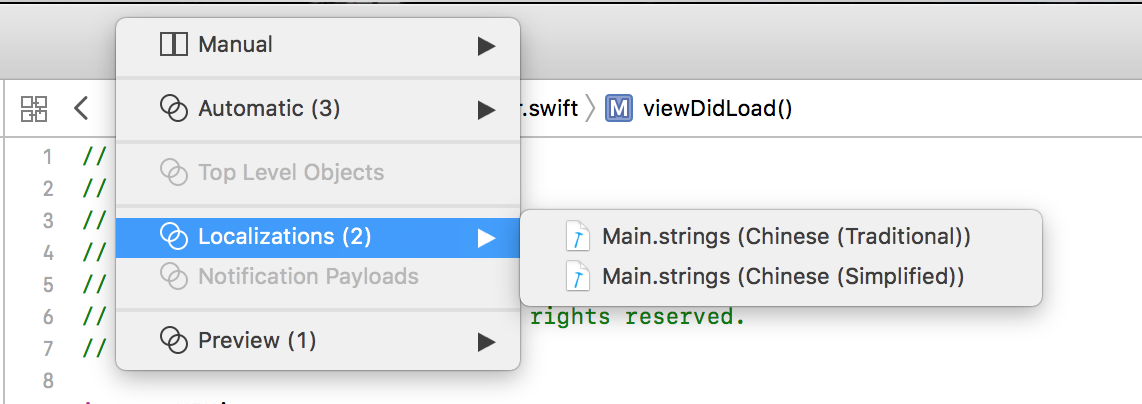 Manual
Automatic (3)
.swift
viewDidLoad()
Top Level Objects
Localizations (2)
Main.strings (Chinese (Traditional))
Notification Payloads
Main.strings (Chinese (Simplified))
Preview (1)
1 //
2 //
3 //
4 //
5 //
6 // rights reserved.
7 //
8